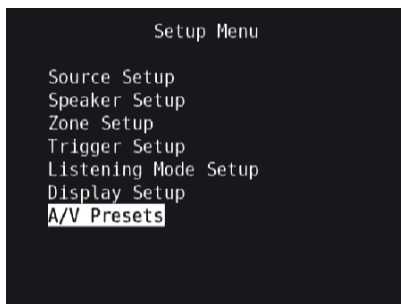 Setup Menu
Source Setup
Speaker Setup
Zone Setup
Trigger Setup
Listening Mode Setup
Display Setup
A/V Presets